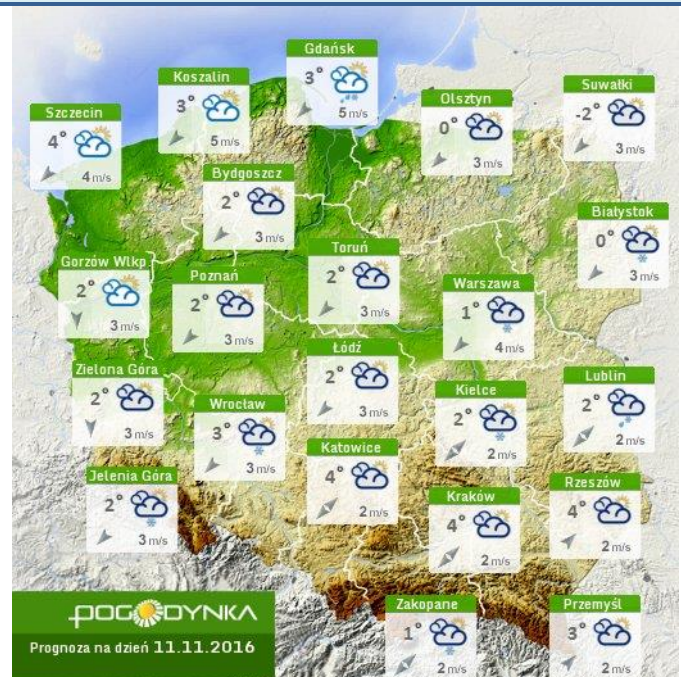 Gdańsk
3°
5 m/s
Koszalin
3°
5 m/s
Suwałki
-2°
3 m/s
Olsztyn
0°
3 m/s
Szczecin
4°
4 m/s
Bydgoszcz
2°
3 m/s
Białystok
0°
3 m/s
Toruń
2°
3 m/s
Gorzów Wlkp
2°
3 m/s
Poznań
2°
3 m/s
Warszawa
1°
4 m/s
Łódź
2°
3 m/s
Zielona Góra
2°
3 m/s
Lublin
2°
2 m/s
Kielce
2°
2 m/s
Wrocław
3°
3 m/s
Katowice
4°
2 m/s
Jelenia Góra
2°
3 m/s
Rzeszów
4°
2 m/s
Kraków
4°
2 m/s
Zakopane
1°
2 m/s
Przemyśl
3°
2 m/s
POGODYNKA
Prognoza na dzień 11.11.2016